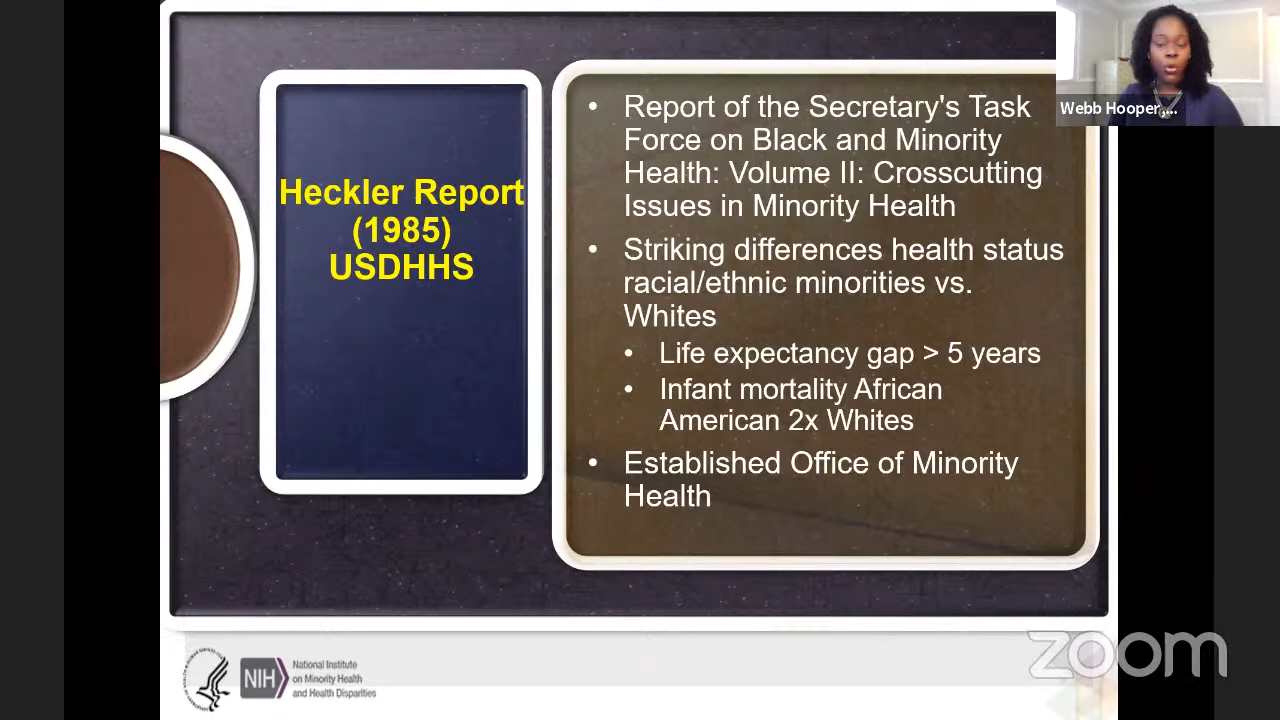 Heckler Report
(1985)
USDHHS
• Report of the Secretary's Task
Force on Black and Minority
Health: Volume II: Crosscutting
Issues in Minority Health
• Striking differences health status
racial/ethnic minorities vs.
Whites
• Life expectancy gap > 5 years
• Infant mortality African
American 2x Whites
• Established Office of Minority
Health
Webb Hooper,...
NIH
National Institute
on Minority Health
and Health Disparities
zoom